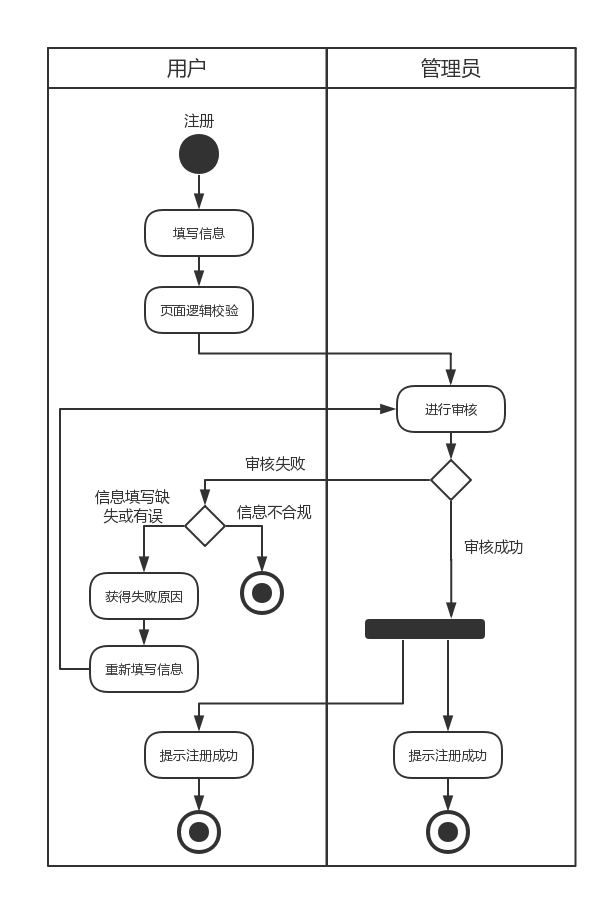 用户
管理员
注册
填写信息
页面逻辑校验
进行审核
审核失败
信息填写缺
失或有误
信息不合规
审核成功
获得失败原因
重新填写信息
提示注册成功
提示注册成功